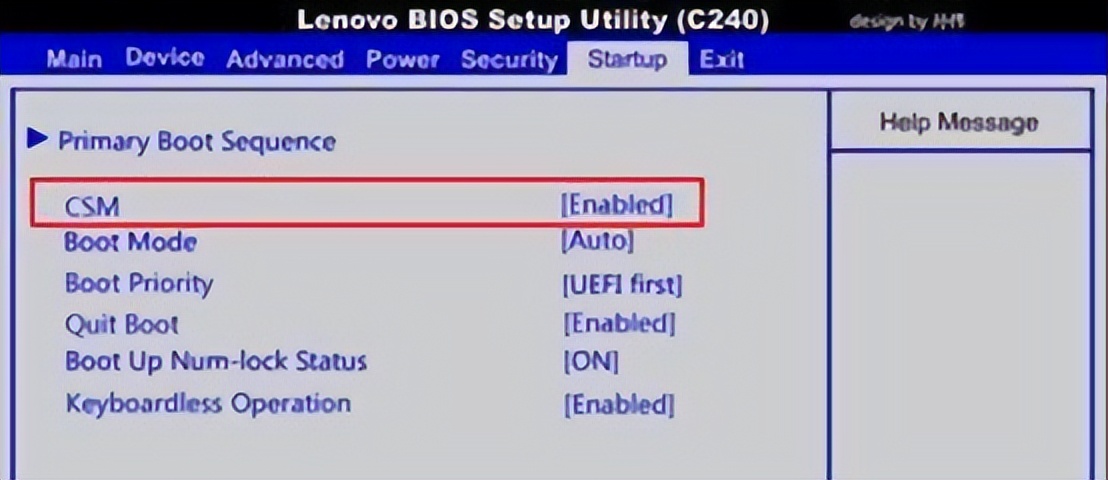 Lenovo BIOS Setup Utility (C240)
design by
Main Device Advanced Power Security Startup Exit
Help Message
Primary Boot Sequence
CSM [Enabled]
Boot Mode [Auto]
Boot Priority [UEFI first]
Quit Boot [Enabled]
Boot Up Num-lock Status [ON]
Keyboardless Operation [Enabled]